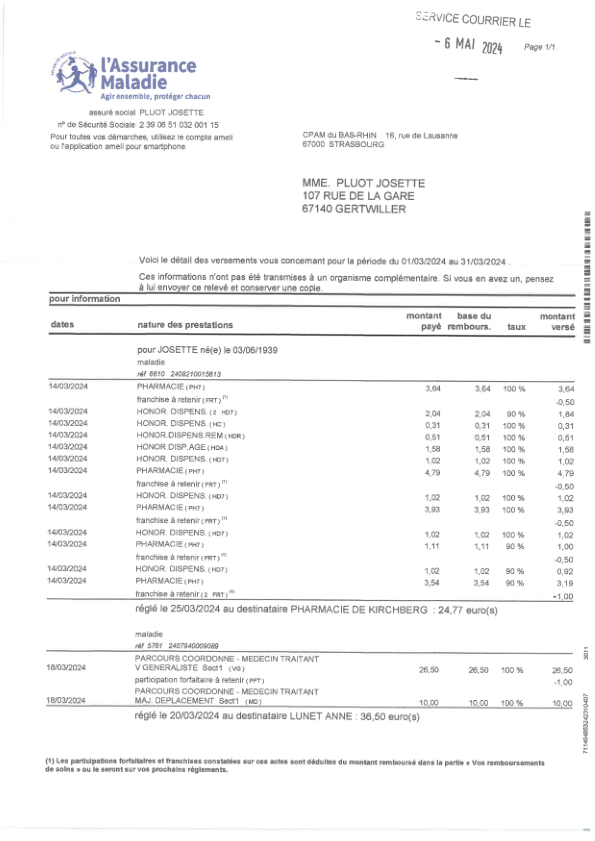 SERVICE COURRIER LE
- 6 MAI 2024
Page 1/1
l'Assurance
Maladie
Agir ensemble, protéger chacun
assuré social PLUOT JOSETTE
n° de Sécurité Sociale 2 39 06 51 032 001 15
Pour toutes vos démarches, utilisez le compte ameli
ou l'application ameli pour smartphone
CPAM du BAS-RHIN 16, rue de Lausanne
67000 STRASBOURG
MME. PLUOT JOSETTE
107 RUE DE LA GARE
67140 GERTWILLER
Voici le détail des versements vous concernant pour la période du 01/03/2024 au 31/03/2024 .
Ces informations n'ont pas été transmises à un organisme complémentaire. Si vous en avez un, pensez
à lui envoyer ce relevé et conserver une copie.
pour information
dates nature des prestations montant payé base du rembours. taux montant versé
pour JOSETTE né(e) le 03/06/1939
maladie
réf 6610 2408210015613
14/03/2024 PHARMACIE (PH7) 3,64 3,64 100 % 3,64
franchise à retenir (FRT) (1) -0,50
14/03/2024 HONOR. DISPENS. (2 HD7) 2,04 2,04 90 % 1,84
14/03/2024 HONOR. DISPENS. (HC) 0,31 0,31 100 % 0,31
14/03/2024 HONOR.DISPENS.REM (HDR) 0,51 0,51 100 % 0,51
14/03/2024 HONOR.DISP.AGE (HDA) 1,58 1,58 100 % 1,58
14/03/2024 HONOR. DISPENS. (HD7) 1,02 1,02 100 % 1,02
14/03/2024 PHARMACIE (PH7) 4,79 4,79 100 % 4,79
franchise à retenir (FRT) (1) -0,50
14/03/2024 HONOR. DISPENS. (HD7) 1,02 1,02 100 % 1,02
14/03/2024 PHARMACIE (PH7) 3,93 3,93 100 % 3,93
franchise à retenir (FRT) (1) -0,50
14/03/2024 HONOR. DISPENS. (HD7) 1,02 1,02 100 % 1,02
14/03/2024 PHARMACIE (PH7) 1,11 1,11 90 % 1,00
franchise à retenir (FRT) (1) -0,50
14/03/2024 HONOR. DISPENS. (HD7) 1,02 1,02 90 % 0,92
14/03/2024 PHARMACIE (PH7) 3,54 3,54 90 % 3,19
franchise à retenir (2 FRT) (1) -1,00
réglé le 25/03/2024 au destinataire PHARMACIE DE KIRCHBERG : 24,77 euro(s)
maladie
réf 5761 2407940009089
PARCOURS COORDONNE - MEDECIN TRAITANT
18/03/2024 V GENERALISTE Sect1 (VG) 26,50 26,50 100 % 26,50
participation forfaitaire à retenir (PFT) -1,00
PARCOURS COORDONNE - MEDECIN TRAITANT
18/03/2024 MAJ. DEPLACEMENT Sect1 (MD) 10,00 10,00 100 % 10,00
réglé le 20/03/2024 au destinataire LUNET ANNE : 36,50 euro(s)
(1) Les participations forfaitaires et franchises constatées sur ces actes sont déduites du montant remboursé dans la partie « Vos remboursements
de soins » ou le seront sur vos prochains règlements.
3011